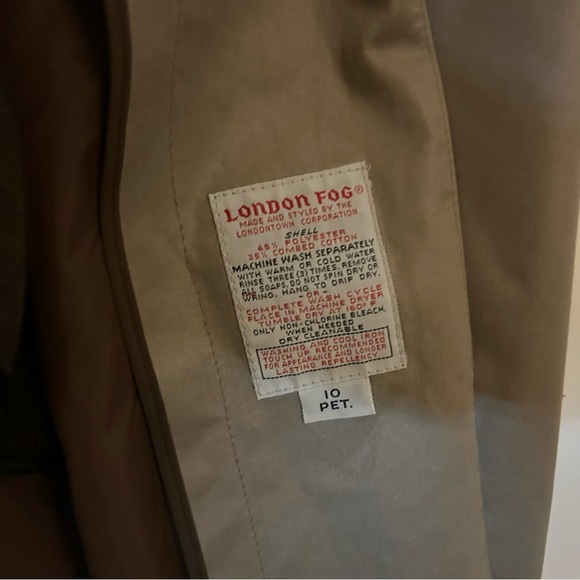 LONDON FOG®
MADE AND STYLED BY THE
LONDONTOWN CORPORATION
SHELL
65% POLYESTER
35% COMBED COTTON
MACHINE WASH SEPARATELY
WITH WARM OR COLD WATER
RINSE THREE (3) TIMES, REMOVE
ALL SOAPS. DO NOT SPIN DRY OR
WRING. HANG TO DRIP DRY.
-OR-
COMPLETE WASH CYCLE
PLACE IN MACHINE DRYER
TUMBLE DRY AT 160° F
ONLY NON-CHLORINE BLEACH,
WHEN NEEDED
DRY CLEANABLE
WASHING AND COOL IRON
TOUCH UP RECOMMENDED
FOR APPEARANCE AND LONGER
LASTING REPELLENCY.
10
PET.